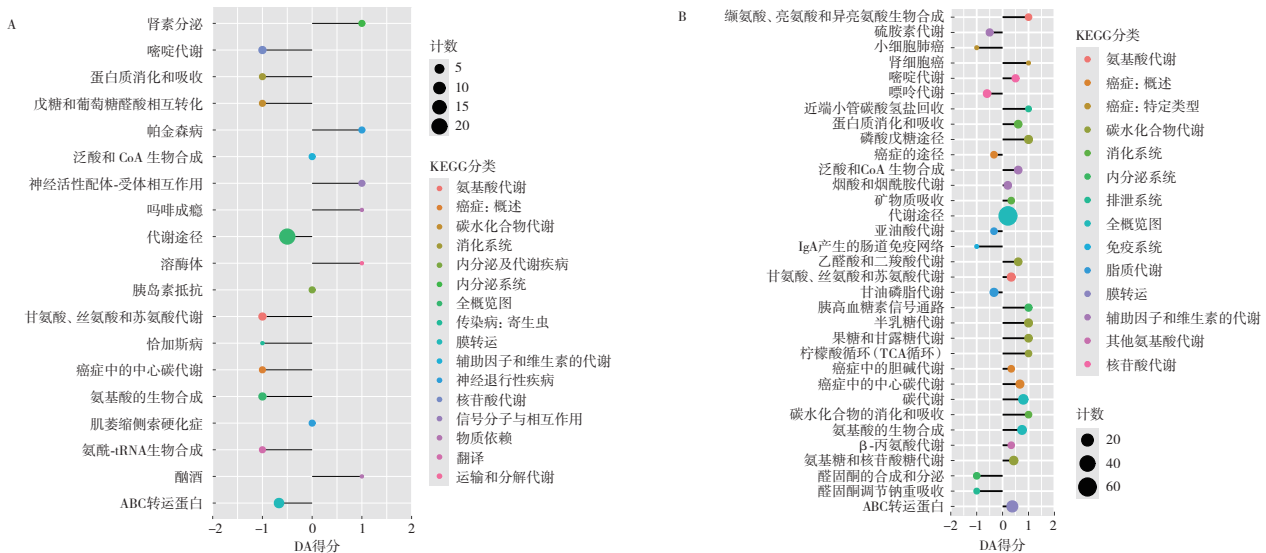 A
肾素分泌
嘧啶代谢
蛋白质消化和吸收
戊糖和葡萄糖醛酸相互转化
帕金森病
泛酸和 CoA 生物合成
神经活性配体-受体相互作用
吗啡成瘾
代谢途径
溶酶体
胰岛素抵抗
甘氨酸、丝氨酸和苏氨酸代谢
恰加斯病
癌症中的中心碳代谢
氨基酸的生物合成
肌萎缩侧索硬化症
氨酰-tRNA生物合成
酗酒
ABC转运蛋白
−2 −1 0 1 2
DA得分
计数
5
10
15
20
KEGG分类
氨基酸代谢
癌症: 概述
碳水化合物代谢
消化系统
内分泌及代谢疾病
内分泌系统
全概览图
传染病: 寄生虫
膜转运
辅助因子和维生素的代谢
神经退行性疾病
核苷酸代谢
信号分子与相互作用
物质依赖
翻译
运输和分解代谢
B
缬氨酸、亮氨酸和异亮氨酸生物合成
硫胺素代谢
小细胞肺癌
肾细胞癌
嘧啶代谢
嘌呤代谢
近端小管碳酸氢盐回收
蛋白质消化和吸收
磷酸戊糖途径
癌症的途径
泛酸和CoA 生物合成
烟酸和烟酰胺代谢
矿物质吸收
代谢途径
亚油酸代谢
IgA产生的肠道免疫网络
乙醛酸和二羧酸代谢
甘氨酸、丝氨酸和苏氨酸代谢
甘油磷脂代谢
胰高血糖素信号通路
半乳糖代谢
果糖和甘露糖代谢
柠檬酸循环（TCA循环）
癌症中的胆碱代谢
癌症中的中心碳代谢
碳代谢
碳水化合物的消化和吸收
氨基酸的生物合成
β-丙氨酸代谢
氨基糖和核苷酸糖代谢
醛固酮的合成和分泌
醛固酮调节钠重吸收
ABC转运蛋白
−2 −1 0 1 2
DA得分
KEGG分类
氨基酸代谢
癌症: 概述
癌症: 特定类型
碳水化合物代谢
消化系统
内分泌系统
排泄系统
全概览图
免疫系统
脂质代谢
膜转运
辅助因子和维生素的代谢
其他氨基酸代谢
核苷酸代谢
计数
20
40
60